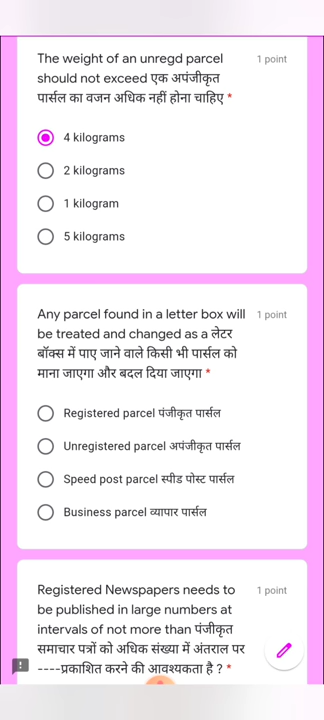 The weight of an unregd parcel 1 point
should not exceed एक अपंजीकृत
पार्सल का वजन अधिक नहीं होना चाहिए *
4 kilograms
2 kilograms
1 kilogram
5 kilograms
Any parcel found in a letter box will 1 point
be treated and changed as a लेटर
बॉक्स में पाए जाने वाले किसी भी पार्सल को
माना जाएगा और बदल दिया जाएगा *
Registered parcel पंजीकृत पार्सल
Unregistered parcel अपंजीकृत पार्सल
Speed post parcel स्पीड पोस्ट पार्सल
Business parcel व्यापार पार्सल
Registered Newspapers needs to 1 point
be published in large numbers at
intervals of not more than पंजीकृत
समाचार पत्रों को अधिक संख्या में अंतराल पर
----प्रकाशित करने की आवश्यकता है ? *